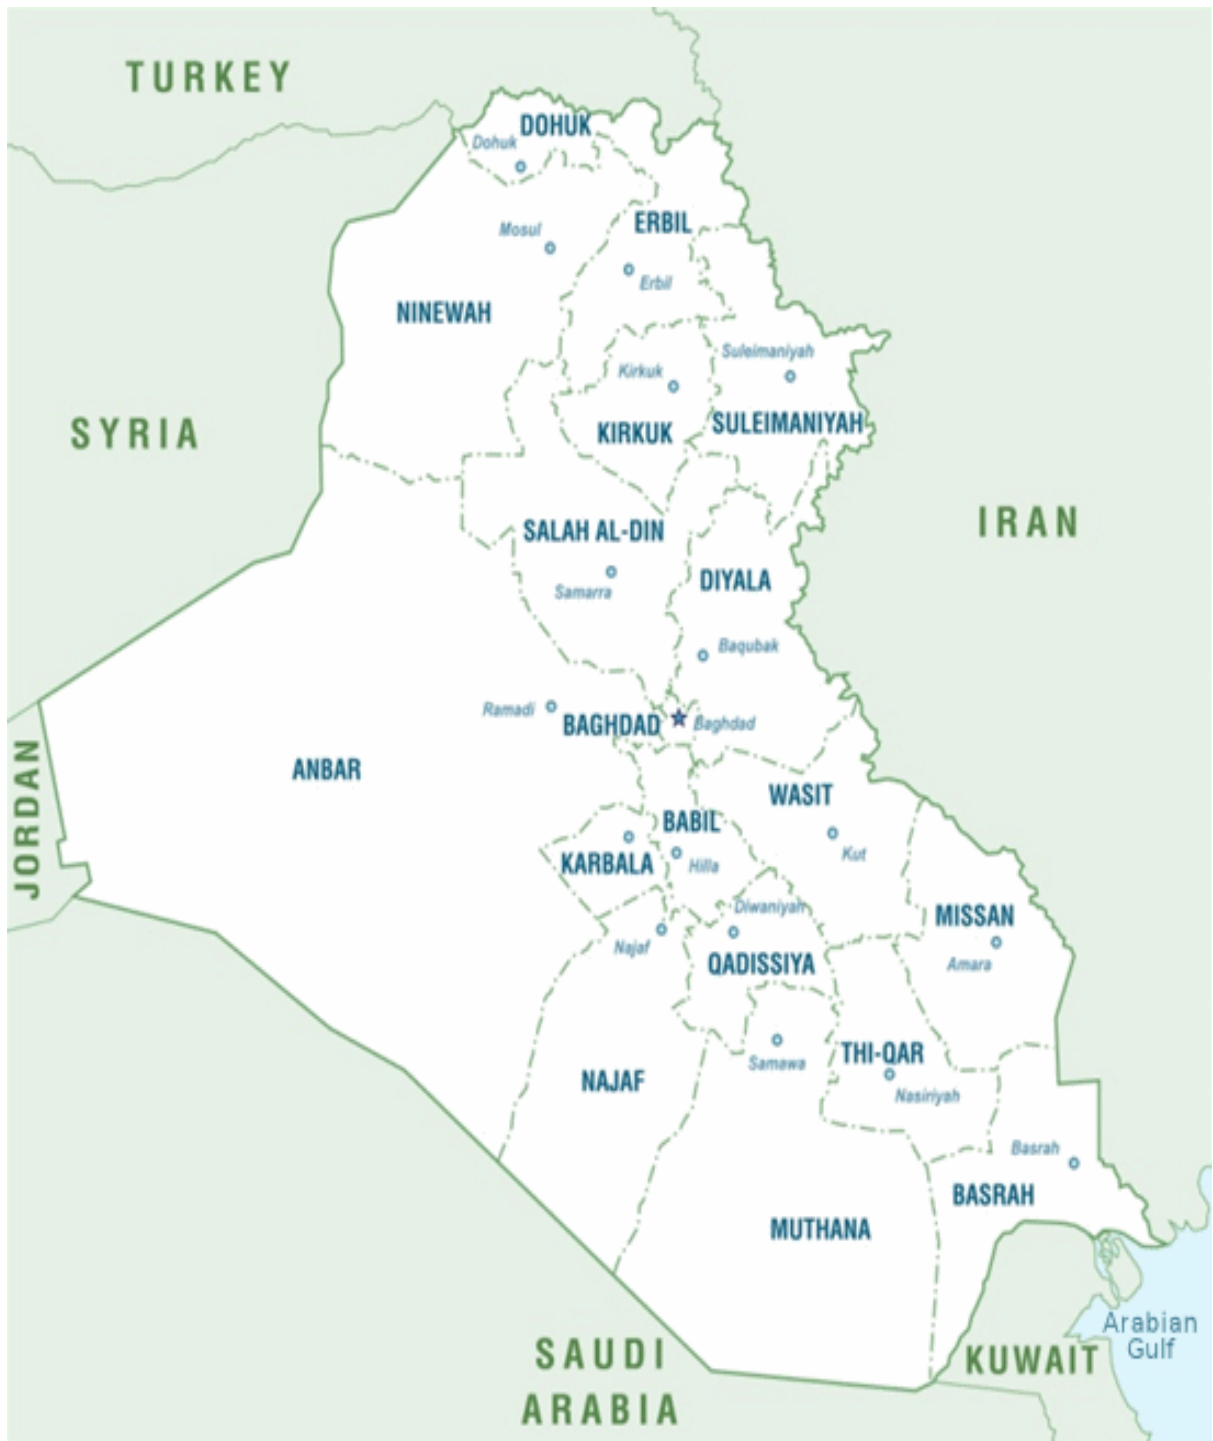 TURKEY
DOHUK
Dohuk
ERBIL
Mosul
Erbil
NINEWAH
Suleimaniyah
Kirkuk
SULEIMANIYAH
KIRKUK
SYRIA
IRAN
SALAH AL-DIN
DIYALA
Samarra
Baqubak
Ramadi
BAGHDAD
Baghdad
ANBAR
JORDAN
WASIT
BABIL
Kut
KARBALA
Hilla
Diwaniyah
MISSAN
Najaf
QADISSIYA
Amara
THI-QAR
Samawa
NAJAF
Nasiriyah
Basrah
BASRAH
MUTHANA
Arabian
Gulf
SAUDI
ARABIA
KUWAIT